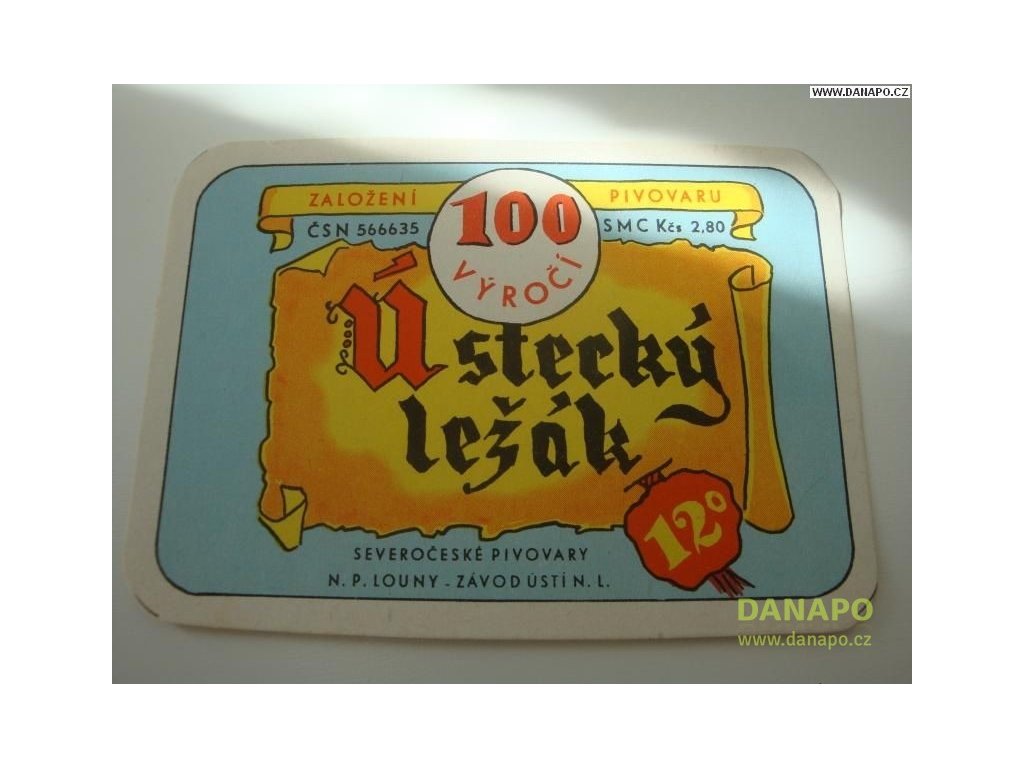 WWW.DANAPO.CZ
ZALOŽENÍ 100 PIVOVARU
ČSN 566635 VÝROČÍ SMC Kčs 2,80
Ústecký
ležák
12°
SEVEROČESKÉ PIVOVARY
N. P. LOUNY - ZÁVOD ÚSTÍ N. L.
DANAPO
www.danapo.cz